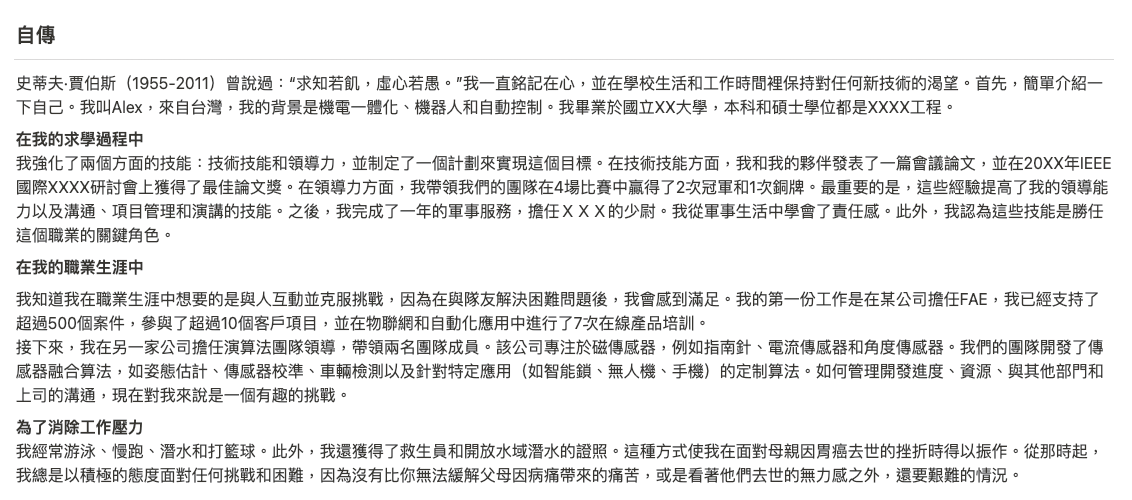 自傳
史蒂夫·賈伯斯（1955-2011）曾說過：“求知若飢，虛心若愚。”我一直銘記在心，並在學校生活和工作時間裡保持對任何新技術的渴望。首先，簡單介紹一
下自己。我叫Alex，來自台灣，我的背景是機電一體化、機器人和自動控制。我畢業於國立XX大學，本科和碩士學位都是XXXX工程。
在我的求學過程中
我強化了兩個方面的技能：技術技能和領導力，並制定了一個計劃來實現這個目標。在技術技能方面，我和我的夥伴發表了一篇會議論文，並在20XX年IEEE
國際XXXX研討會上獲得了最佳論文獎。在領導力方面，我帶領我們的團隊在4場比賽中贏得了2次冠軍和1次銅牌。最重要的是，這些經驗提高了我的領導能
力以及溝通、項目管理和演講的技能。之後，我完成了一年的軍事服務，擔任ＸＸＸ的少尉。我從軍事生活中學會了責任感。此外，我認為這些技能是勝任
這個職業的關鍵角色。
在我的職業生涯中
我知道我在職業生涯中想要的是與人互動並克服挑戰，因為在與隊友解決困難問題後，我會感到滿足。我的第一份工作是在某公司擔任FAE，我已經支持了
超過500個案件，參與了超過10個客戶項目，並在物聯網和自動化應用中進行了7次在線產品培訓。
接下來，我在另一家公司擔任演算法團隊領導，帶領兩名團隊成員。該公司專注於磁傳感器，例如指南針、電流傳感器和角度傳感器。我們的團隊開發了傳
感器融合算法，如姿態估計、傳感器校準、車輛檢測以及針對特定應用（如智能鎖、無人機、手機）的定制算法。如何管理開發進度、資源、與其他部門和
上司的溝通，現在對我來說是一個有趣的挑戰。
為了消除工作壓力
我經常游泳、慢跑、潛水和打籃球。此外，我還獲得了救生員和開放水域潛水的證照。這種方式使我在面對母親因胃癌去世的挫折時得以振作。從那時起，
我總是以積極的態度面對任何挑戰和困難，因為沒有比你無法緩解父母因病痛帶來的痛苦，或是看著他們去世的無力感之外，還要艱難的情況。